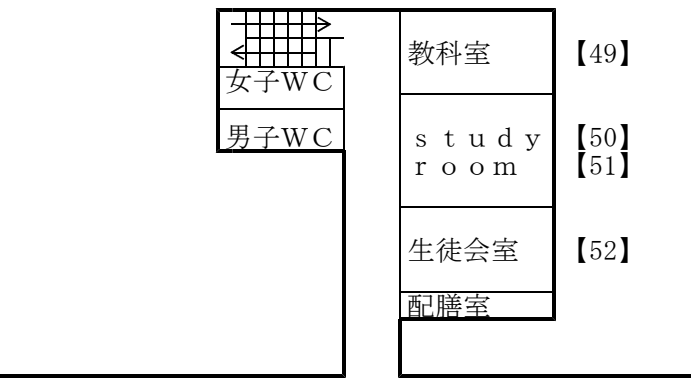 教科室 【49】
女子ＷＣ
男子ＷＣ
ｓｔｕｄｙ 【50】
ｒｏｏｍ 【51】
生徒会室 【52】
配膳室